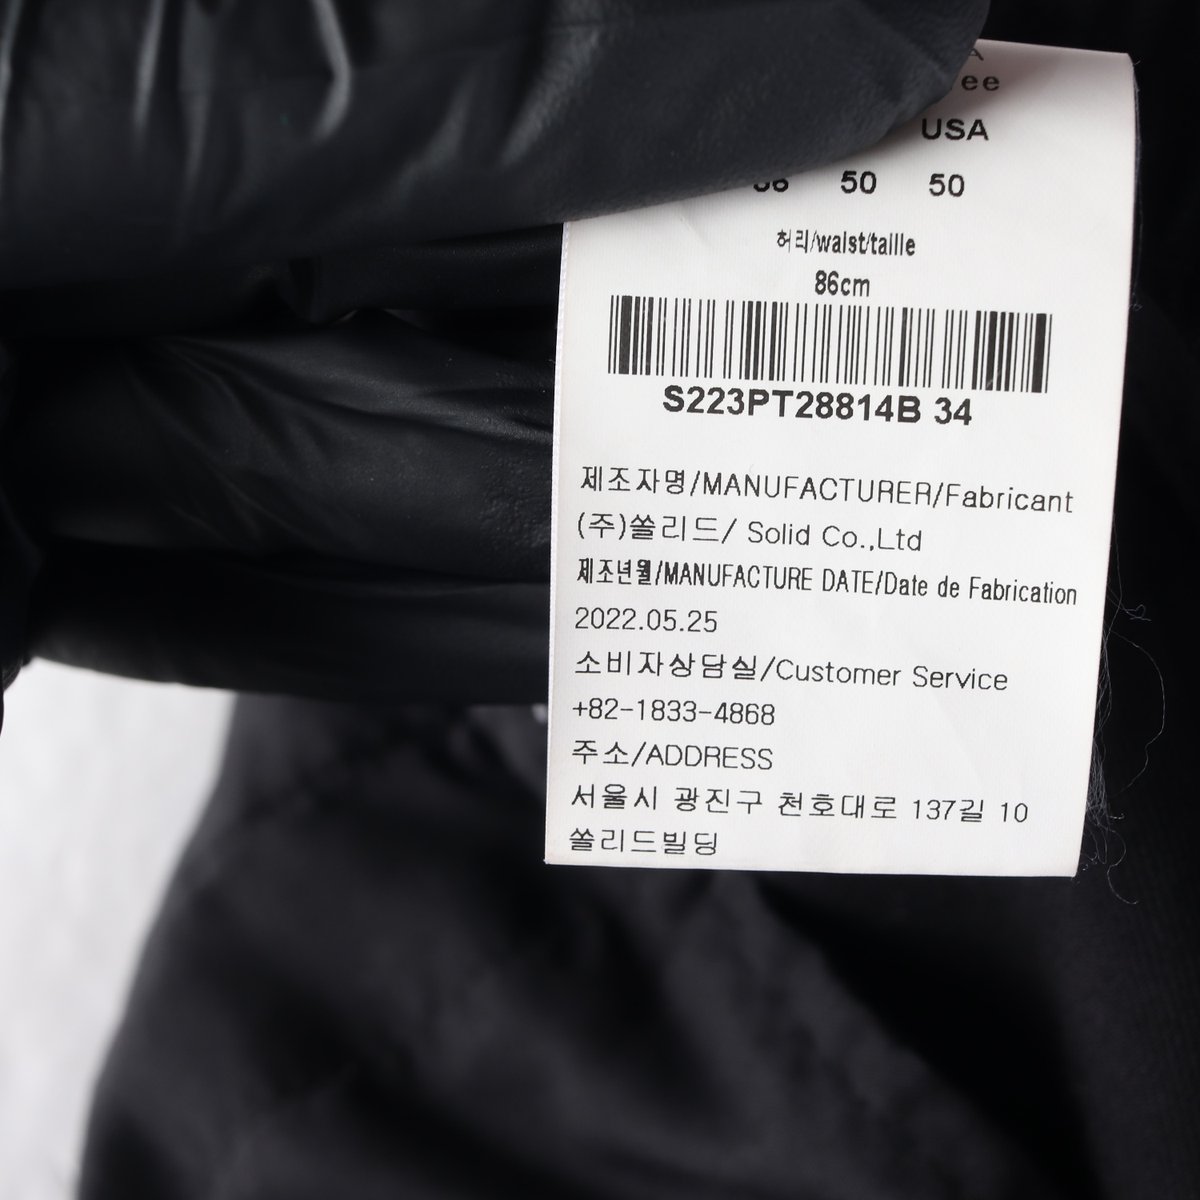 ee
USA
50 50
허리/waist/taille
86cm
S223PT28814B 34
제조자명/MANUFACTURER/Fabricant
(주)쏠리드/ Solid Co.,Ltd
제조년월/MANUFACTURE DATE/Date de Fabrication
2022.05.25
소비자상담실/Customer Service
+82-1833-4868
주소/ADDRESS
서울시 광진구 천호대로 137길 10
쏠리드빌딩